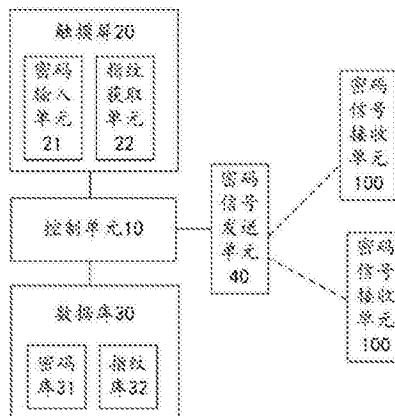 触摸屏20
密码
输入
单元
21
指纹
获取
单元
22
控制单元10
数据库30
密码
库31
指纹
库32
密码
信号
发送
单元
40
密码
信号
接收
单元
100
密码
信号
接收
单元
100